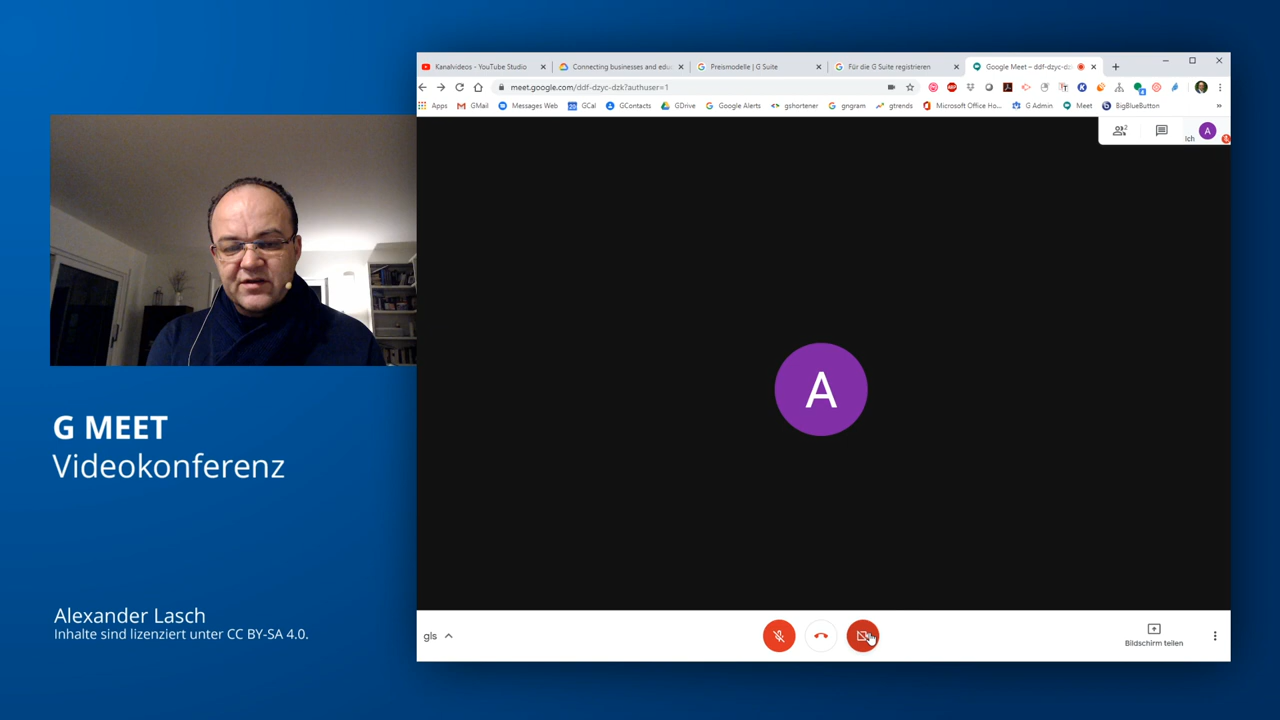 Kanalvideos - YouTube Studio
Connecting businesses and edu
Preismodelle | G Suite
Für die G Suite registrieren
Google Meet – ddf-dzyc-dz
meet.google.com/ddf-dzyc-dzk?authuser=1
Apps
GMail
Messages Web
GCal
GContacts
GDrive
Google Alerts
gshortener
gngram
gtrends
Microsoft Office Ho...
G Admin
Meet
BigBlueButton
»
2
Ich
A
A
G MEET
Videokonferenz
Alexander Lasch
Inhalte sind lizenziert unter CC BY-SA 4.0.
gls
Bildschirm teilen